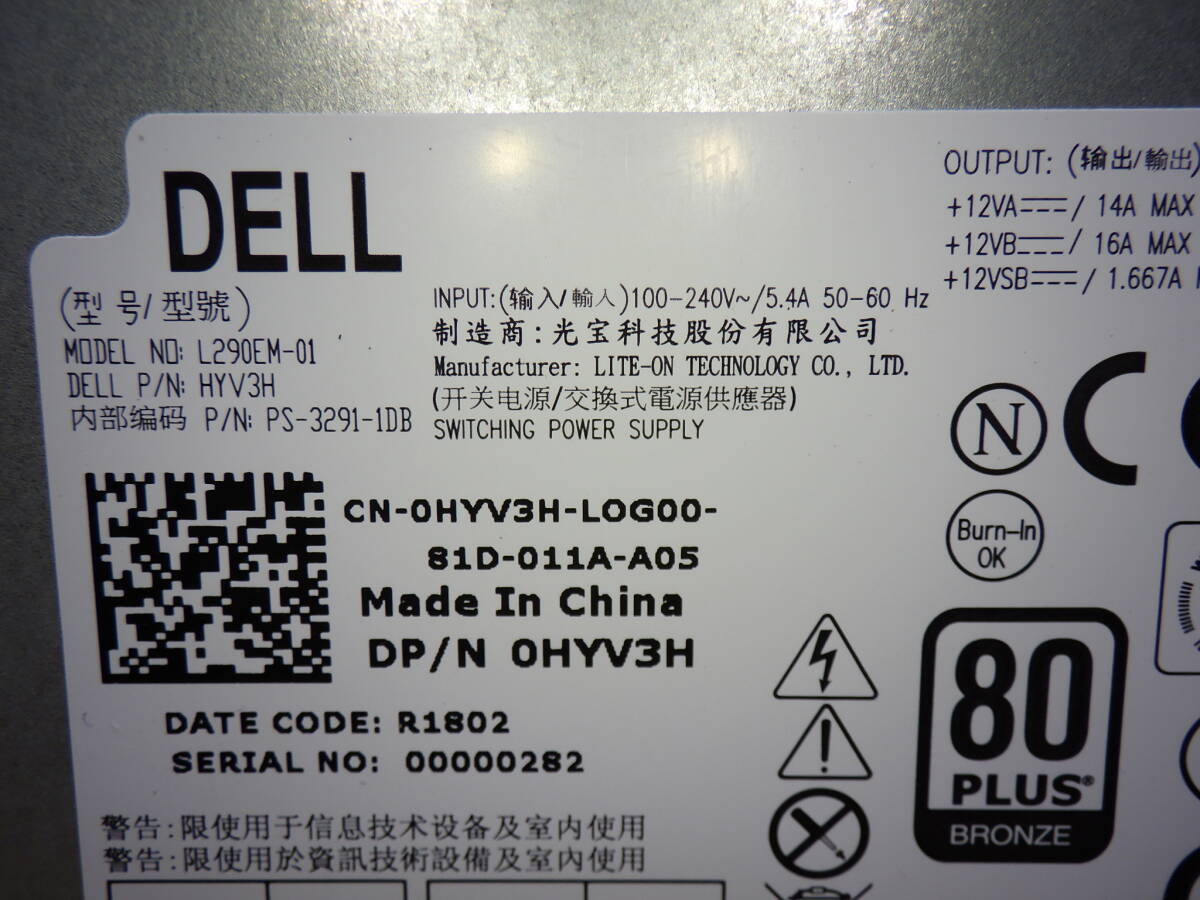 DELL
(型号/型號)
MODEL NO: L290EM-01
DELL P/N: HYV3H
内部编码 P/N: PS-3291-1DB
INPUT:(输入/輸入)100-240V~/5.4A 50-60 Hz
制造商:光宝科技股份有限公司
Manufacturer: LITE-ON TECHNOLOGY CO., LTD.
(开关电源/交換式電源供應器)
SWITCHING POWER SUPPLY
OUTPUT: (输出/輸出)
+12VA⎓/ 14A MAX
+12VB⎓/ 16A MAX
+12VSB⎓/ 1.667A
N
CE
Burn-In
OK
CN-0HYV3H-LOG00-
81D-011A-A05
Made In China
DP/N 0HYV3H
DATE CODE: R1802
SERIAL NO: 00000282
80
PLUS®
BRONZE
警告:限使用于信息技术设备及室内使用
警告:限使用於資訊技術設備及室內使用